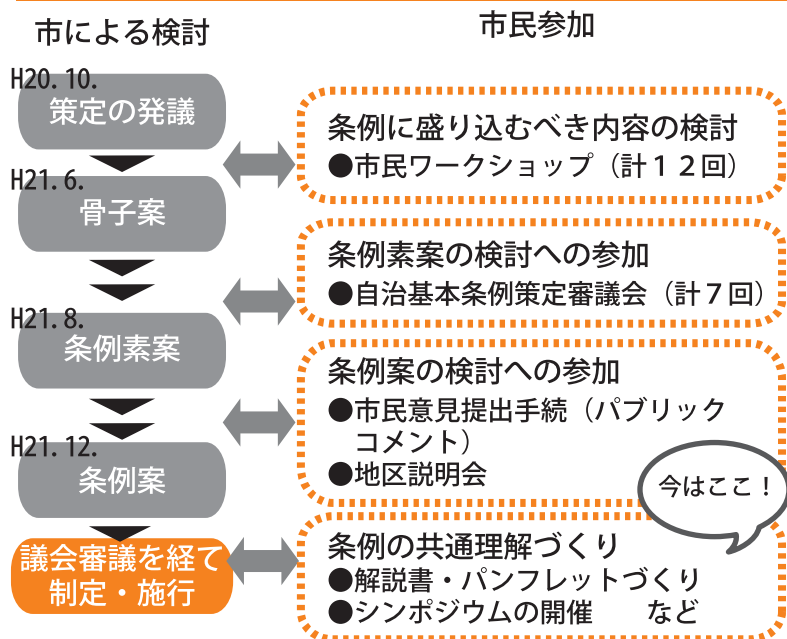 市による検討
市民参加
H20. 10.
策定の発議
条例に盛り込むべき内容の検討
●市民ワークショップ（計１２回）
H21. 6.
骨子案
条例素案の検討への参加
●自治基本条例策定審議会（計７回）
H21. 8.
条例素案
条例案の検討への参加
●市民意見提出手続（パブリック
コメント）
●地区説明会
H21. 12.
条例案
今はここ！
議会審議を経て
制定・施行
条例の共通理解づくり
●解説書・パンフレットづくり
●シンポジウムの開催　　など